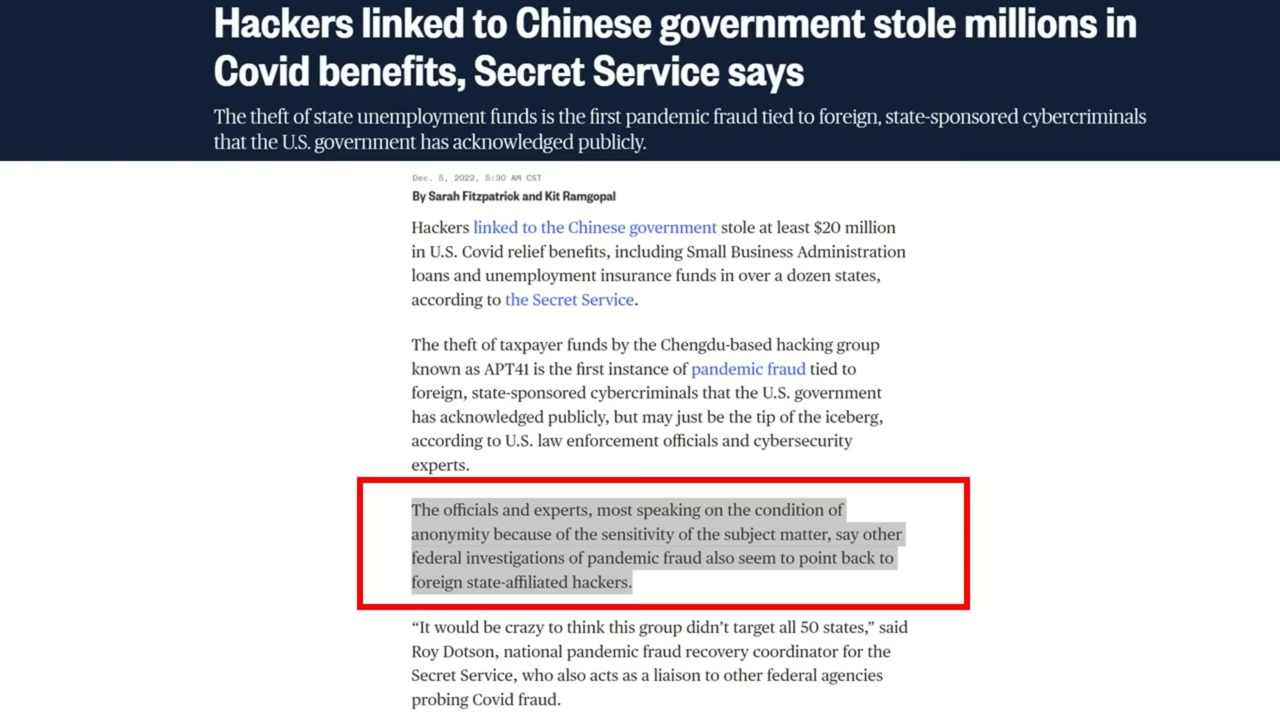 Hackers linked to Chinese government stole millions in
Covid benefits, Secret Service says
The theft of state unemployment funds is the first pandemic fraud tied to foreign, state-sponsored cybercriminals
that the U.S. government has acknowledged publicly.
Dec. 5, 2022, 5:30 AM CST
By Sarah Fitzpatrick and Kit Ramgopal
Hackers linked to the Chinese government stole at least $20 million
in U.S. Covid relief benefits, including Small Business Administration
loans and unemployment insurance funds in over a dozen states,
according to the Secret Service.
The theft of taxpayer funds by the Chengdu-based hacking group
known as APT41 is the first instance of pandemic fraud tied to
foreign, state-sponsored cybercriminals that the U.S. government
has acknowledged publicly, but may just be the tip of the iceberg,
according to U.S. law enforcement officials and cybersecurity
experts.
The officials and experts, most speaking on the condition of
anonymity because of the sensitivity of the subject matter, say other
federal investigations of pandemic fraud also seem to point back to
foreign state-affiliated hackers.
“It would be crazy to think this group didn’t target all 50 states,” said
Roy Dotson, national pandemic fraud recovery coordinator for the
Secret Service, who also acts as a liaison to other federal agencies
probing Covid fraud.